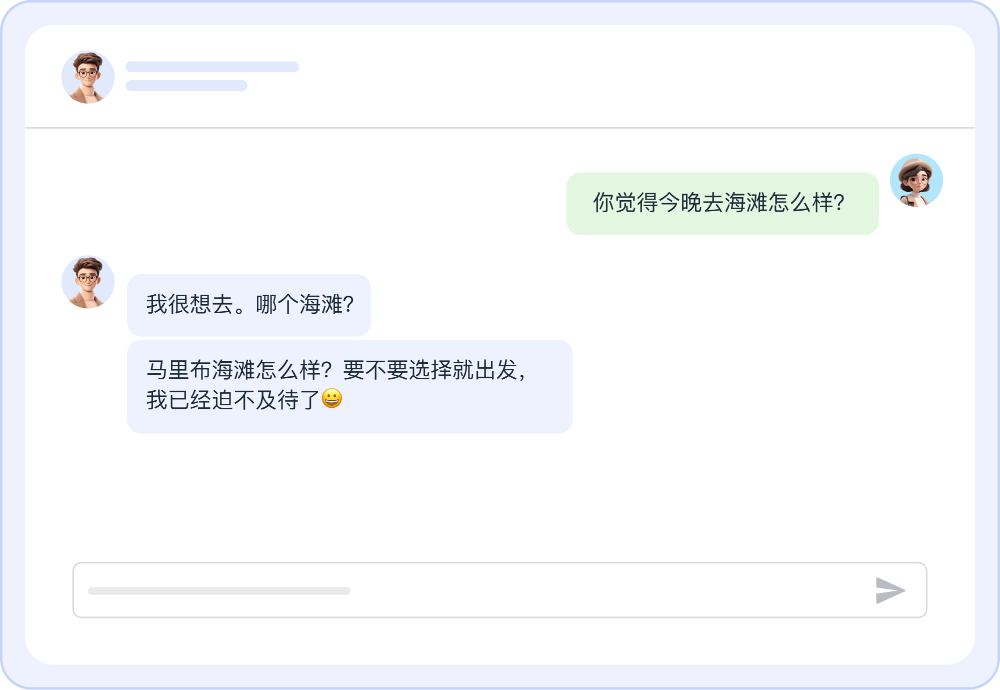 你觉得今晚去海滩怎么样?
我很想去。哪个海滩?
马里布海滩怎么样? 要不要选择就出发,
我已经迫不及待了😀